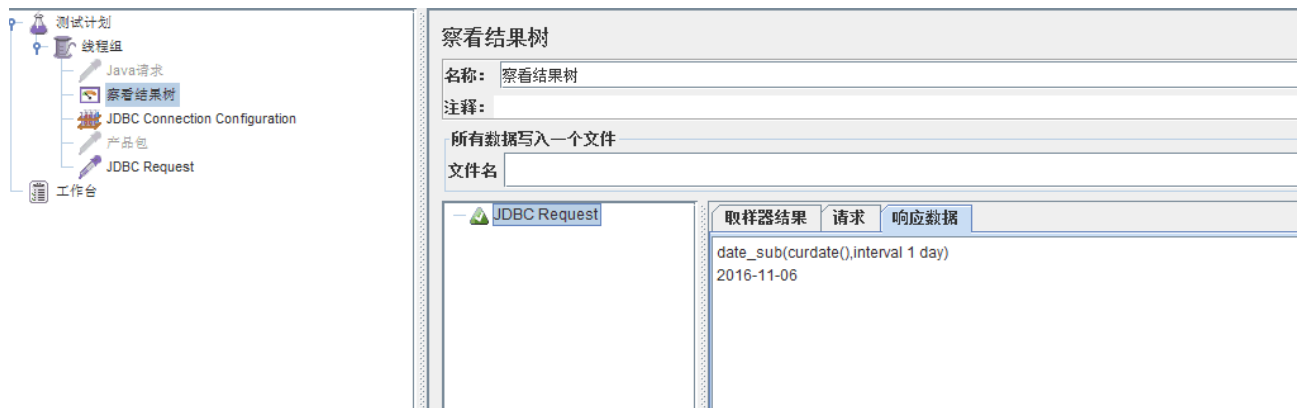 测试计划
线程组
Java请求
察看结果树
JDBC Connection Configuration
产品包
JDBC Request
工作台
察看结果树
名称： 察看结果树
注释：
所有数据写入一个文件
文件名
JDBC Request
取样器结果 请求 响应数据
date_sub(curdate(),interval 1 day)
2016-11-06